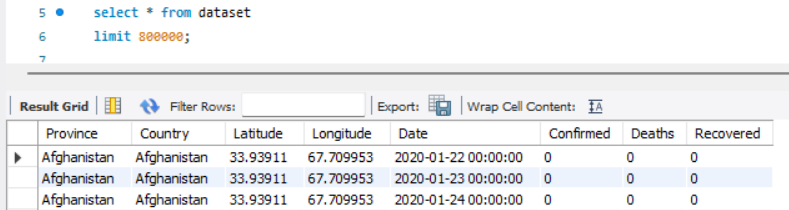 5 select * from dataset
6 limit 800000;
7
Result Grid Filter Rows: Export: Wrap Cell Content:
Province Country Latitude Longitude Date Confirmed Deaths Recovered
Afghanistan Afghanistan 33.93911 67.709953 2020-01-22 00:00:00 0 0 0
Afghanistan Afghanistan 33.93911 67.709953 2020-01-23 00:00:00 0 0 0
Afghanistan Afghanistan 33.93911 67.709953 2020-01-24 00:00:00 0 0 0